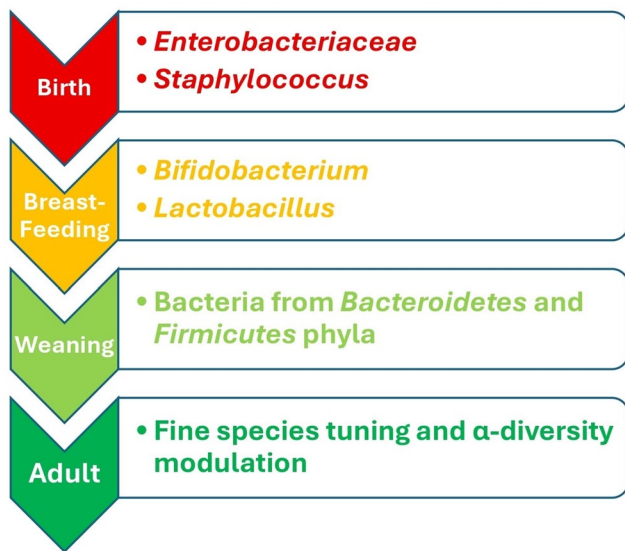 Birth
• Enterobacteriaceae
• Staphylococcus
Breast-
Feeding
• Bifidobacterium
• Lactobacillus
Weaning
• Bacteria from Bacteroidetes and
Firmicutes phyla
Adult
• Fine species tuning and α-diversity
modulation